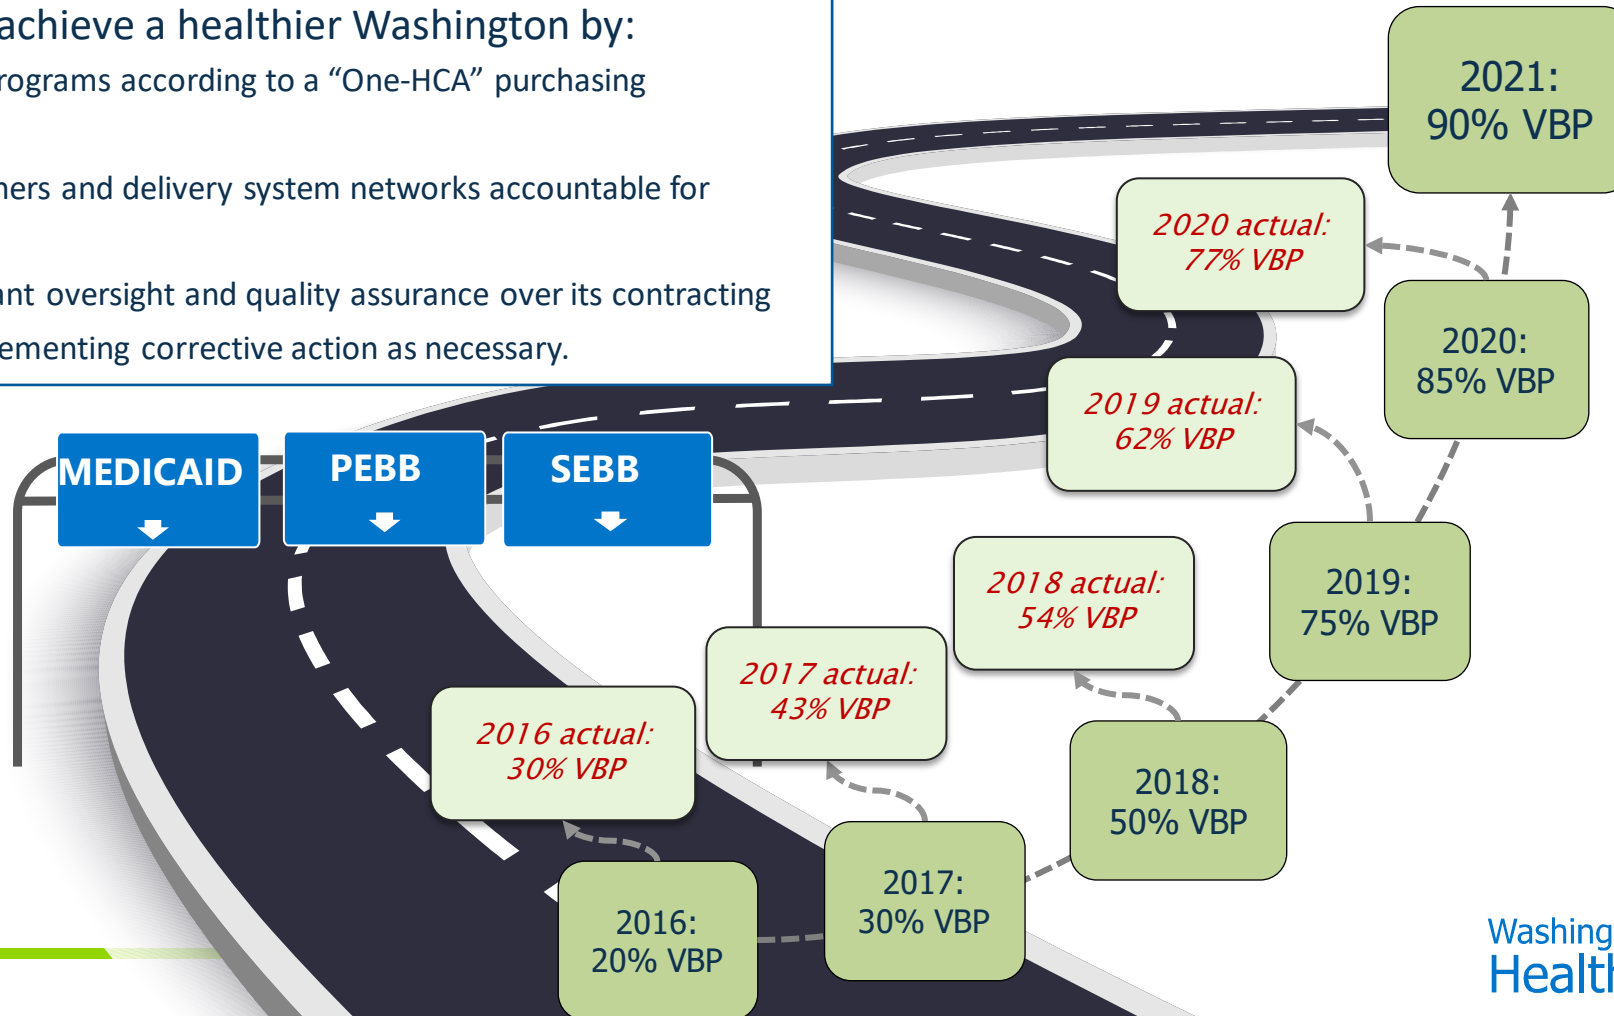 achieve a healthier Washington by:
rograms according to a “One-HCA” purchasing
ners and delivery system networks accountable for
ant oversight and quality assurance over its contracting
ementing corrective action as necessary.
2021:
90% VBP
2020 actual:
77% VBP
2020:
85% VBP
2019 actual:
62% VBP
MEDICAID
PEBB
SEBB
2018 actual:
54% VBP
2019:
75% VBP
2017 actual:
43% VBP
2016 actual:
30% VBP
2018:
50% VBP
2017:
30% VBP
2016:
20% VBP
Washing
Health